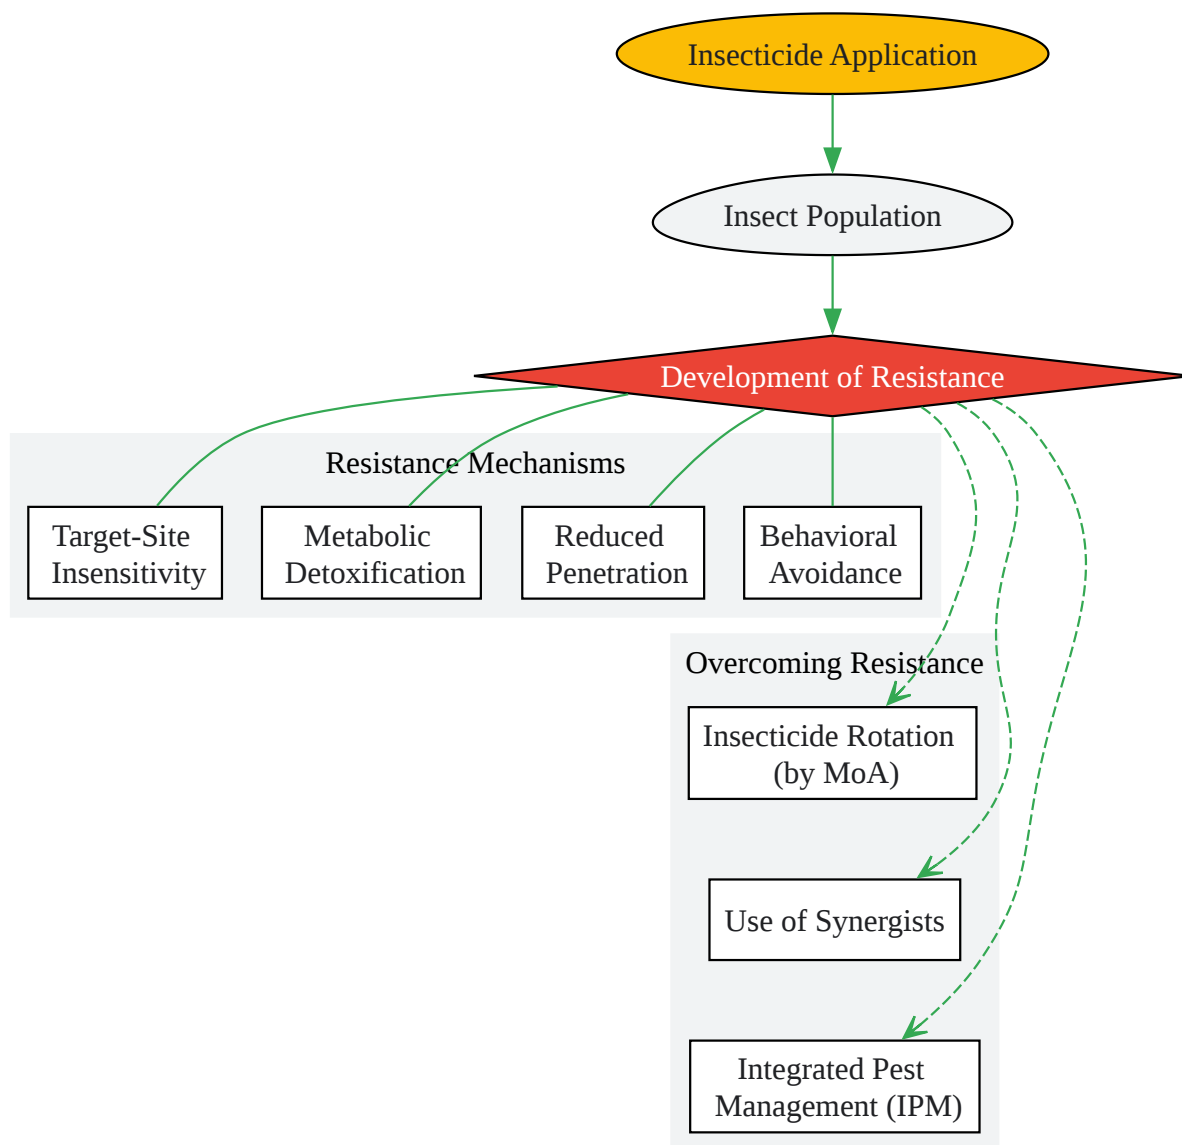 Insecticide Application
Insect Population
Development of Resistance
Resistance Mechanisms
Target-Site
Insensitivity
Metabolic
Detoxification
Reduced
Penetration
Behavioral
Avoidance
Overcoming Resistance
Insecticide Rotation
(by MoA)
Use of Synergists
Integrated Pest
Management (IPM)